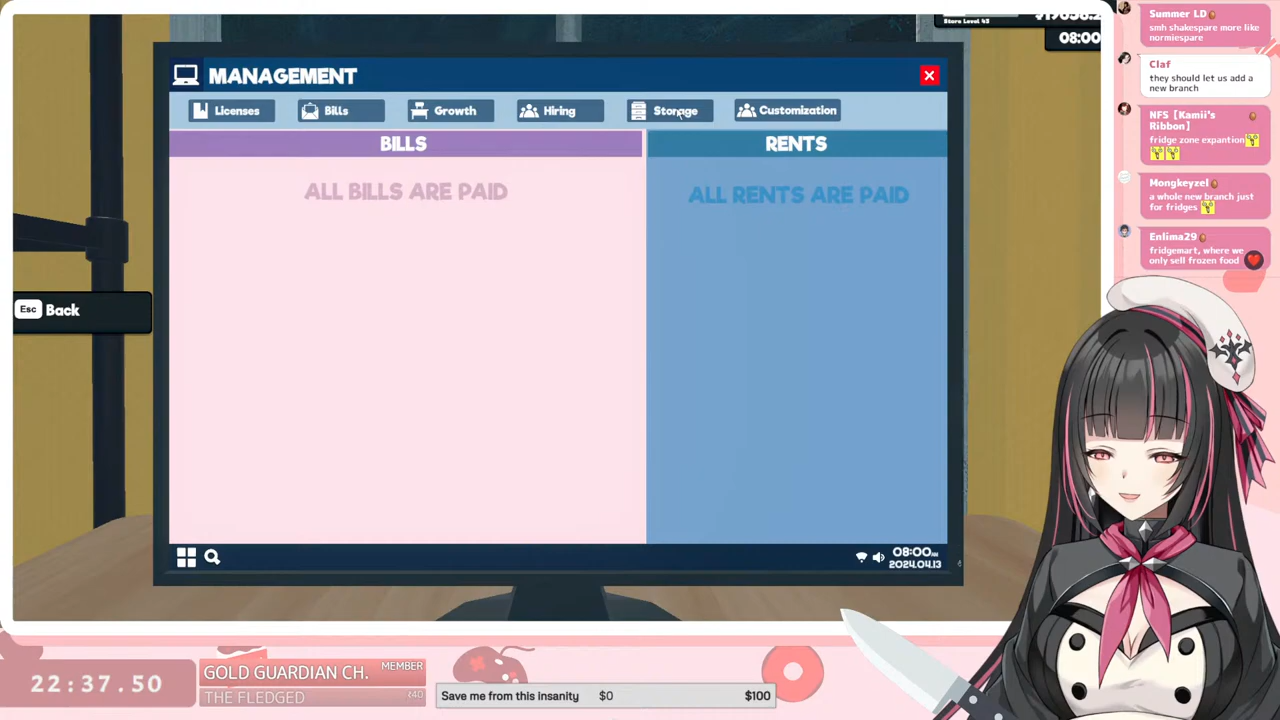 Store Level 43
08:00
MANAGEMENT
Licenses
Bills
Growth
Hiring
Storage
Customization
BILLS
RENTS
ALL BILLS ARE PAID
ALL RENTS ARE PAID
Esc Back
08:00AM
2024.04.13
Summer LD
smh shakespare more like
normiespare
Claf
they should let us add a
new branch
NFS [Kamii's
Ribbon]
fridge zone expantion
Mongkeyzel
a whole new branch just
for fridges
Enlima29
fridgemart, where we
only sell frozen food
22:37.50
GOLD GUARDIAN CH.
MEMBER
THE FLEDGED
Save me from this insanity $0 $100